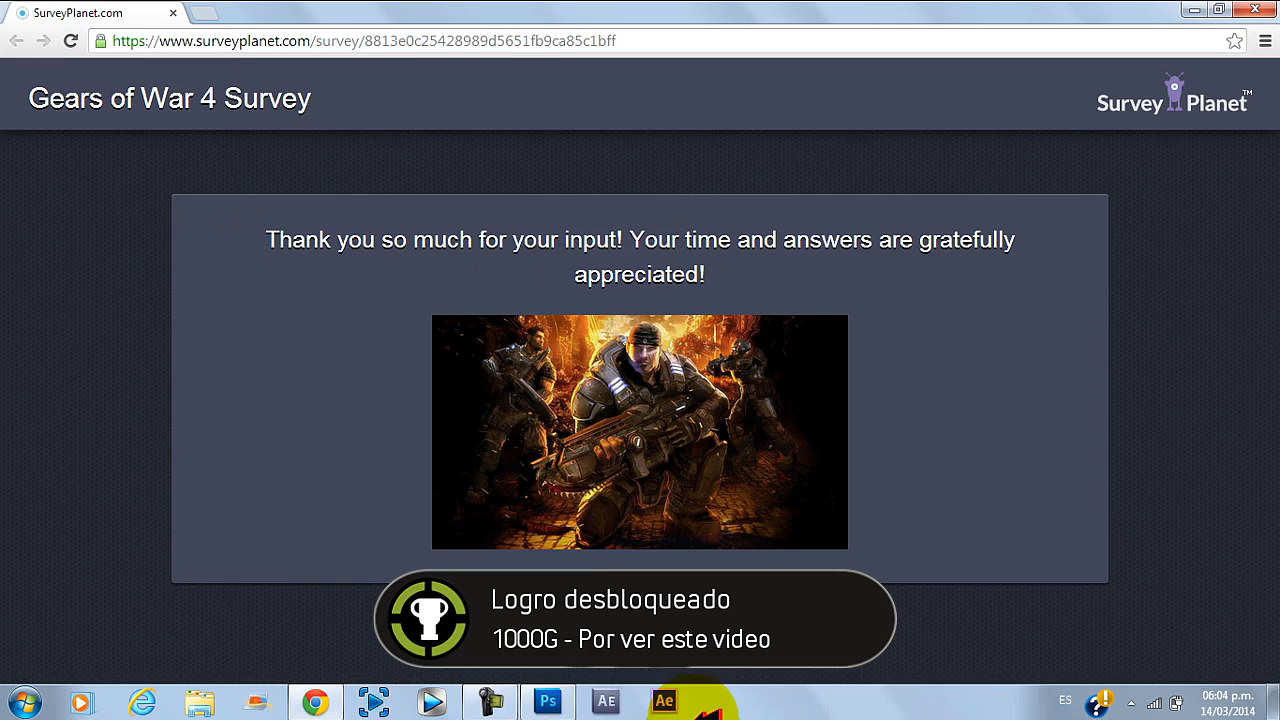 SurveyPlanet.com
https://www.surveyplanet.com/survey/8813e0c25428989d5651fb9ca85c1bff
Gears of War 4 Survey
Survey Planet™
Thank you so much for your input! Your time and answers are gratefully
appreciated!
Logro desbloqueado
1000G - Por ver este video
Ps
AE
Ae
ES
06:04 p.m.
14/03/2014